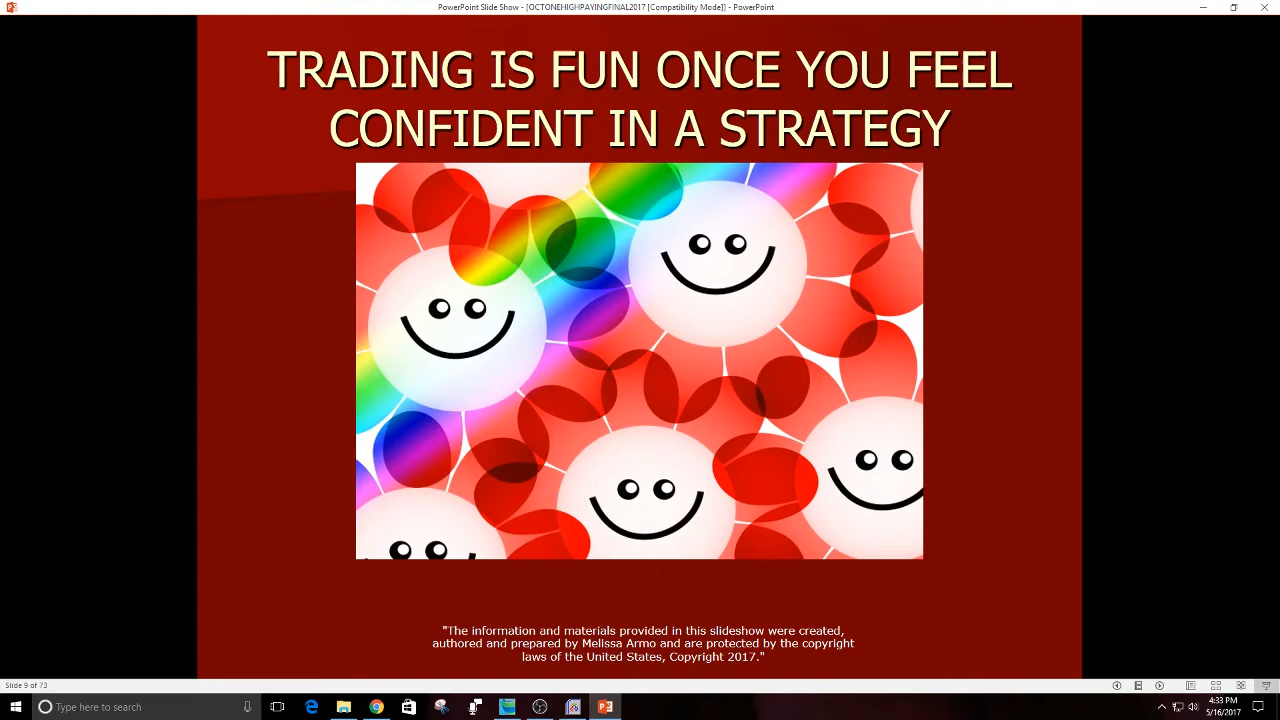 PowerPoint Slide Show - [OCTONEHIGHPAYINGFINAL2017 [Compatibility Mode]] - PowerPoint
TRADING IS FUN ONCE YOU FEEL
CONFIDENT IN A STRATEGY
"The information and materials provided in this slideshow were created,
authored and prepared by Melissa Armo and are protected by the copyright
laws of the United States, Copyright 2017."
Slide 9 of 73
Type here to search
4:33 PM
5/16/2017